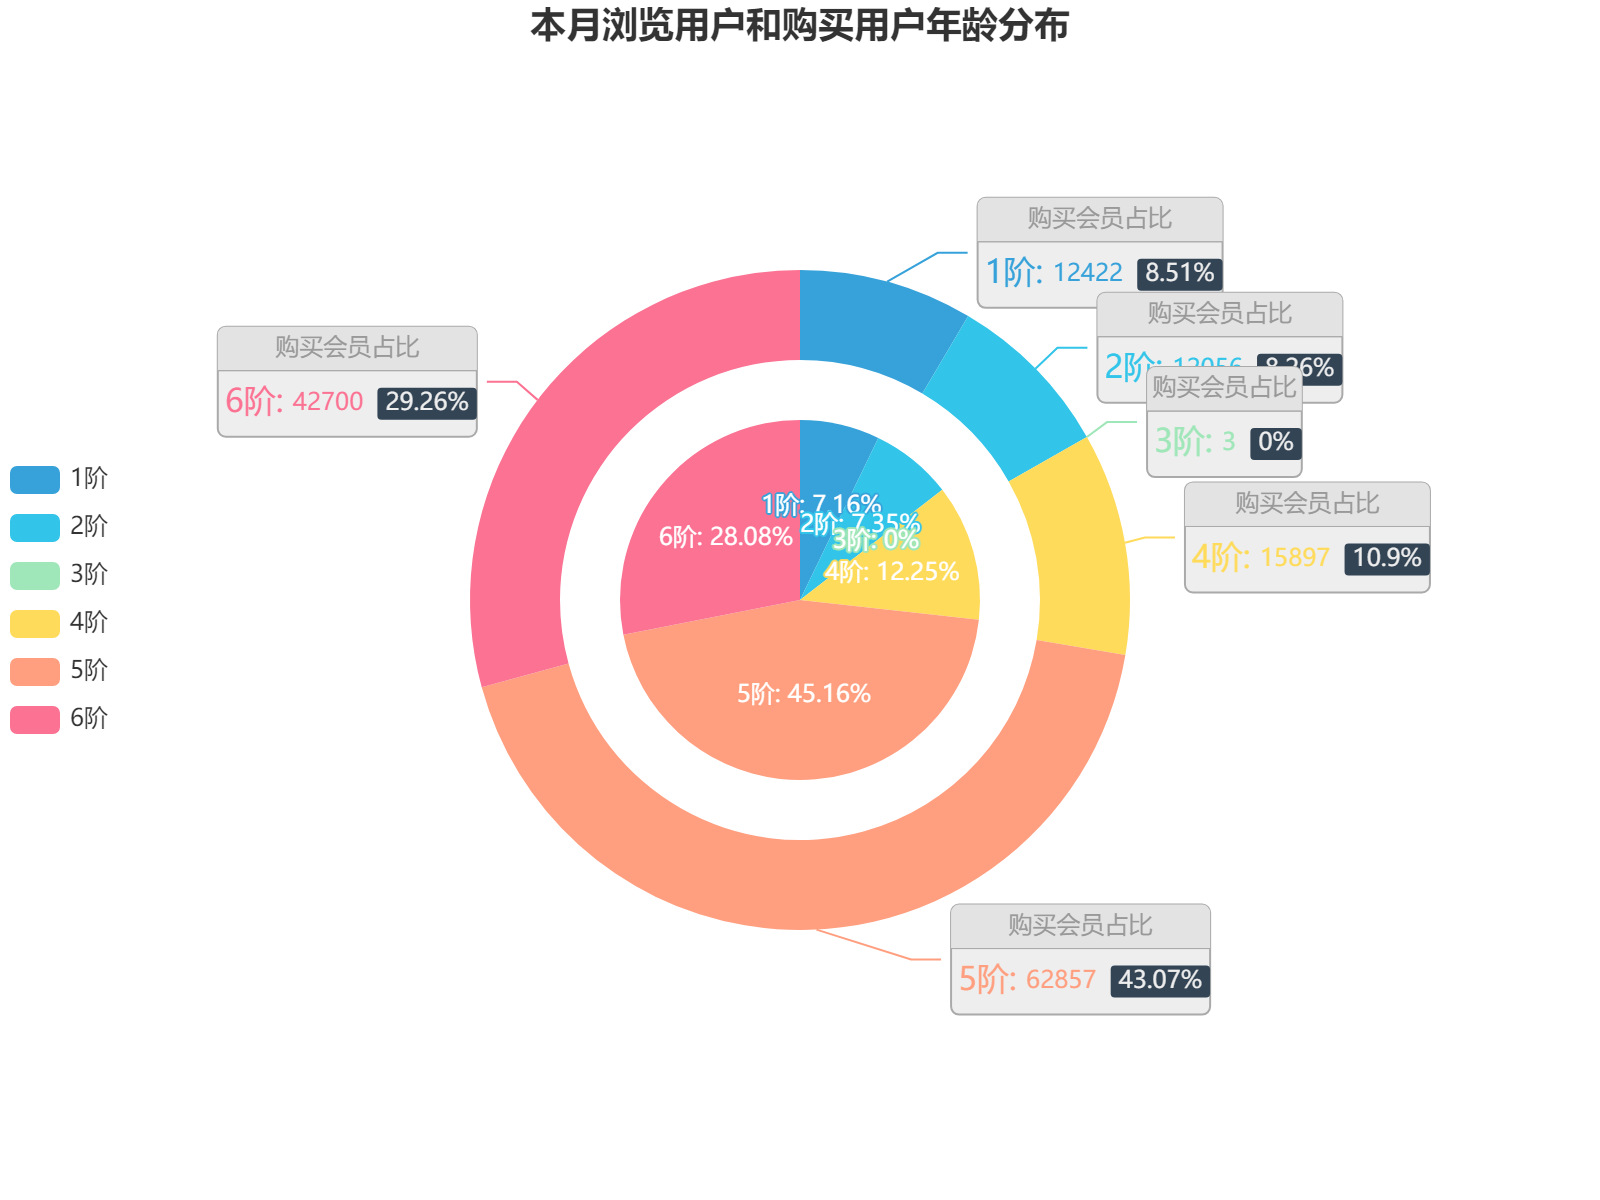 本月浏览用户和购买用户年龄分布
购买会员占比
1阶: 12422 8.51%
购买会员占比
2阶: 12056 8.26%
购买会员占比
3阶: 3 0%
购买会员占比
4阶: 15897 10.9%
购买会员占比
5阶: 62857 43.07%
购买会员占比
6阶: 42700 29.26%
1阶: 7.16%
2阶: 7.35%
3阶: 0%
4阶: 12.25%
5阶: 45.16%
6阶: 28.08%
1阶
2阶
3阶
4阶
5阶
6阶